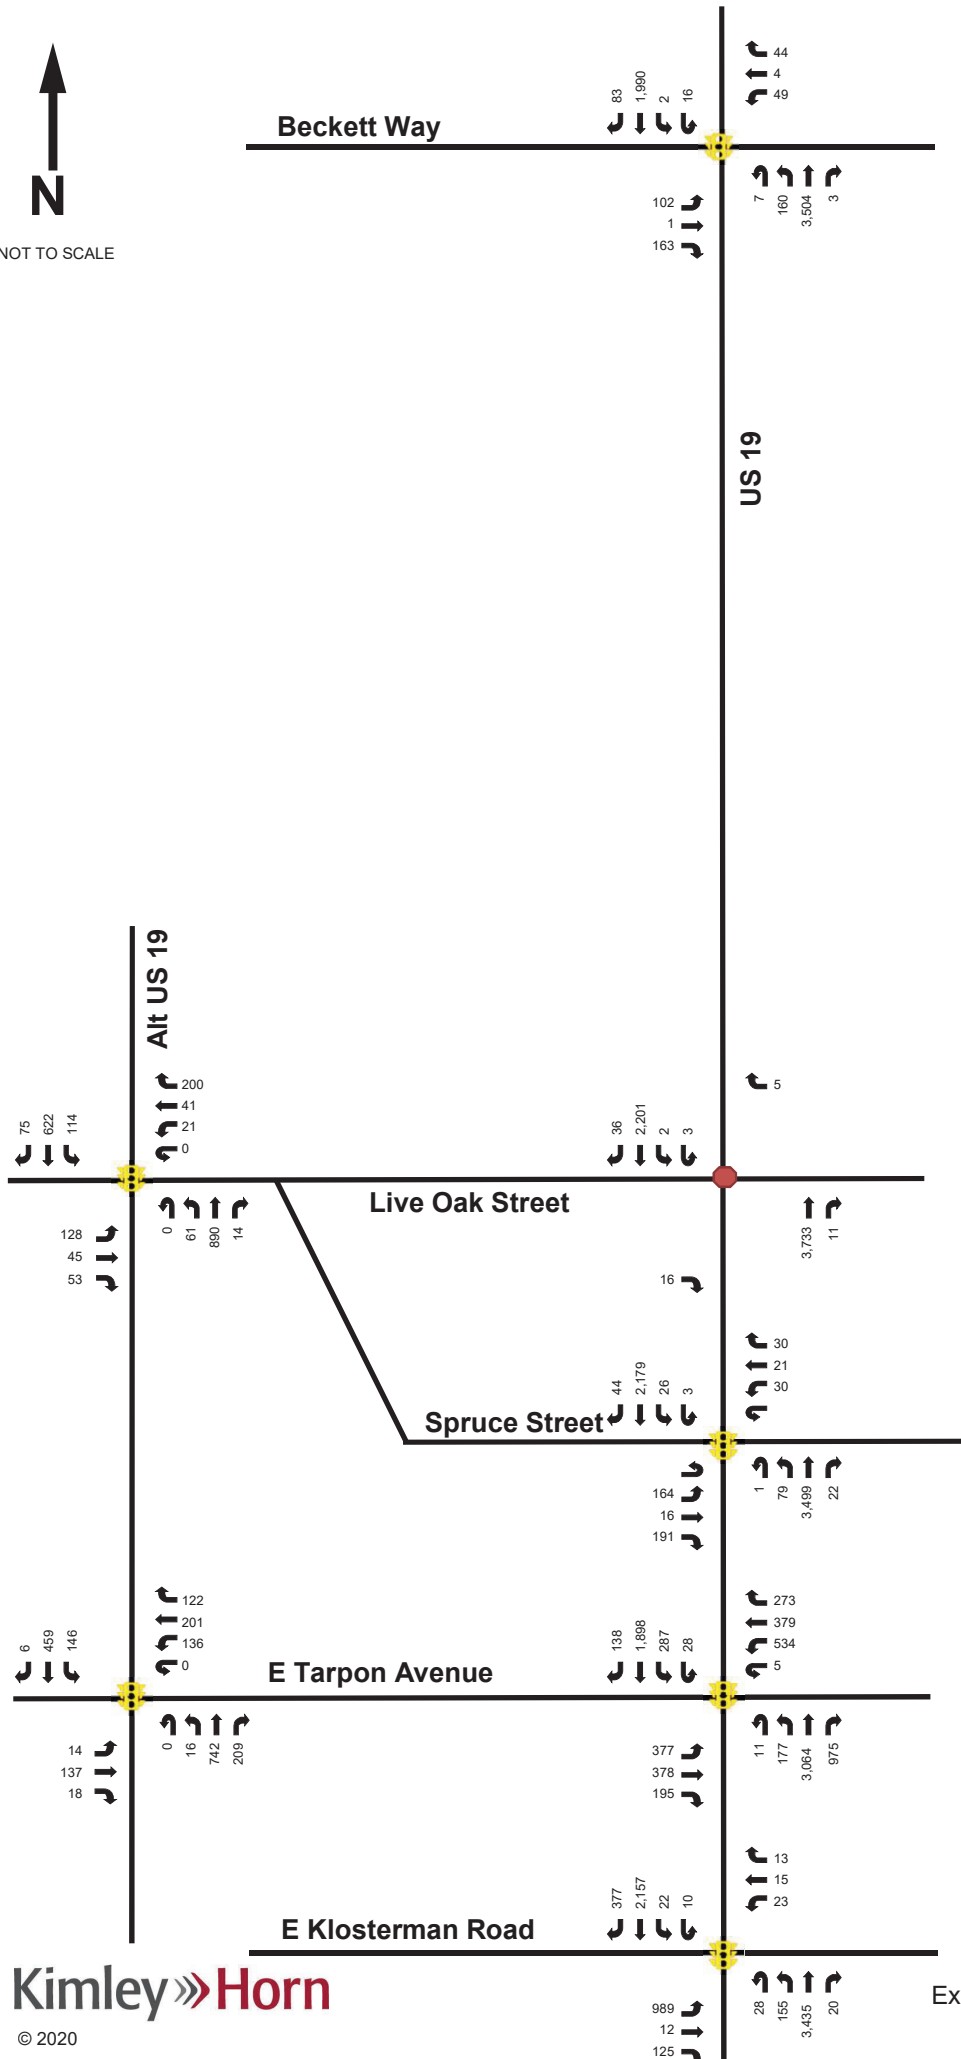 N
NOT TO SCALE
Beckett Way
83 1,990 2 16
44
4
49
102
1
163
7 160 3,504 3
US 19
Alt US 19
75 622 114
200
41
21
0
128
45
53
0 61 890 14
Live Oak Street
36 2,201 2 3
5
16
3,733 11
Spruce Street
44 2,179 26 3
30
21
30
164
16
191
1 79 3,499 22
E Tarpon Avenue
6 459 146
122
201
136
0
14
137
18
0 16 742 209
138 1,898 287 28
273
379
534
5
377
378
195
11 177 3,064 975
E Klosterman Road
377 2,157 22 10
13
15
23
989
12
125
28 155 3,435 20
Kimley Horn
© 2020
Ex